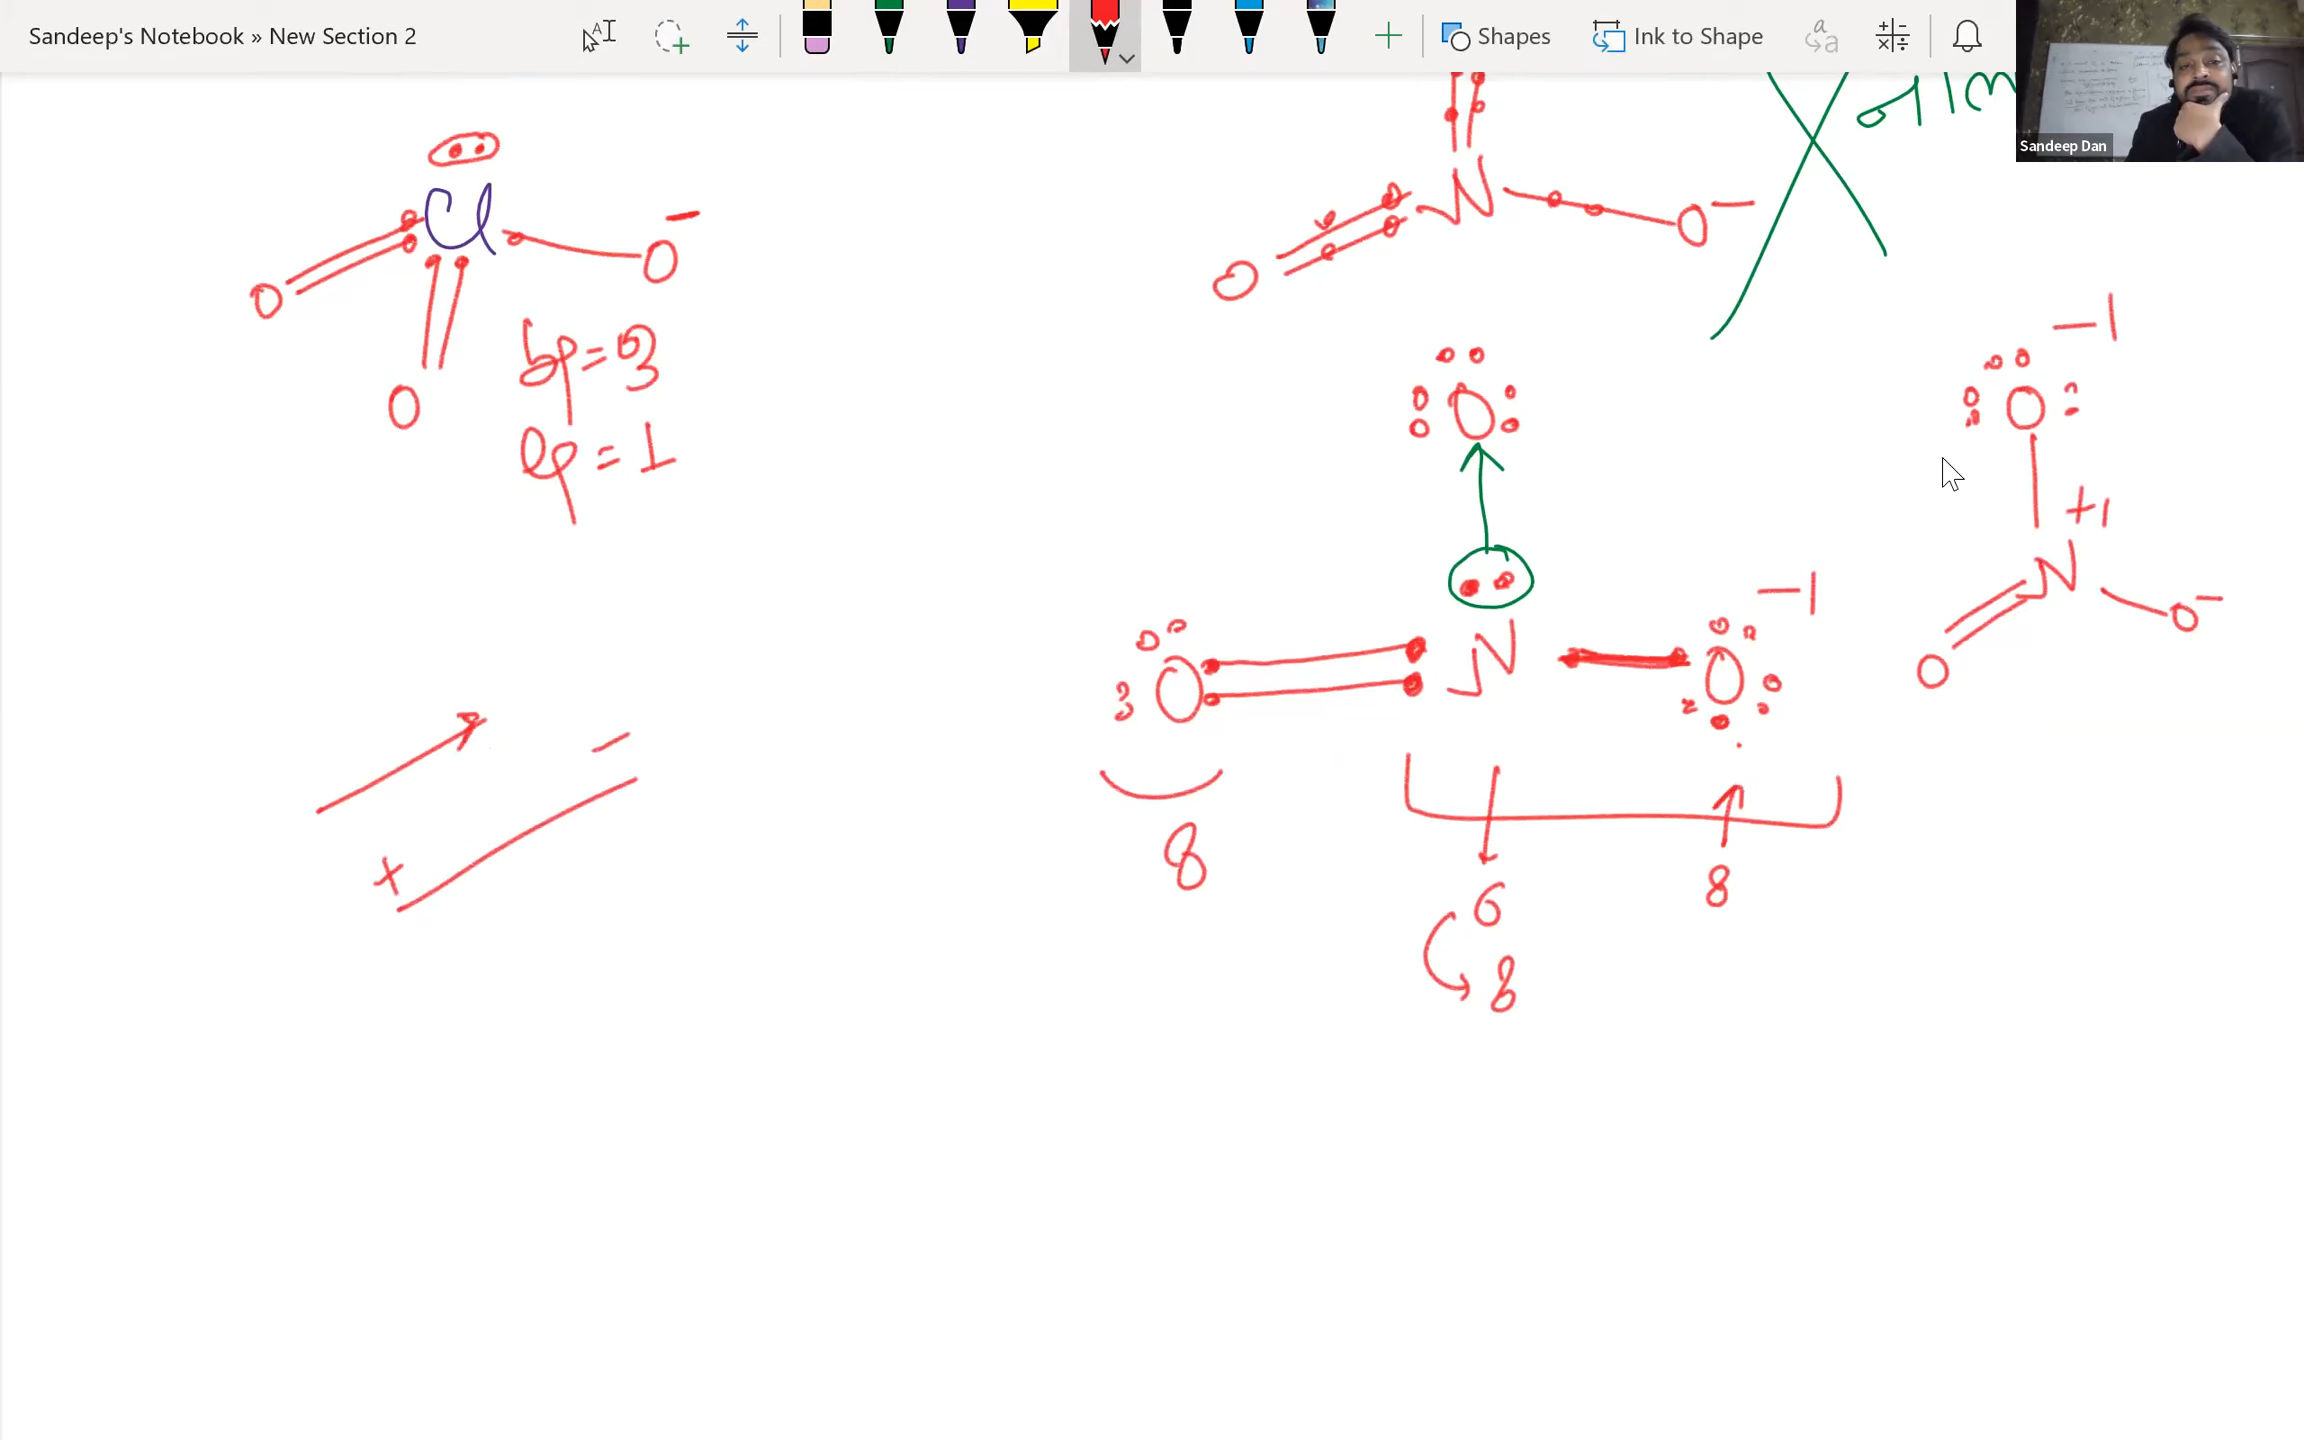 Sandeep's Notebook » New Section 2
Shapes
Ink to Shape
Sandeep Dan
Cl
O
O
O⁻
bp = 3
lp = 1
N
O
O⁻
O
O
N
O
-1
8
6
8
8
O
-1
N
+1
O
O⁻
+
-